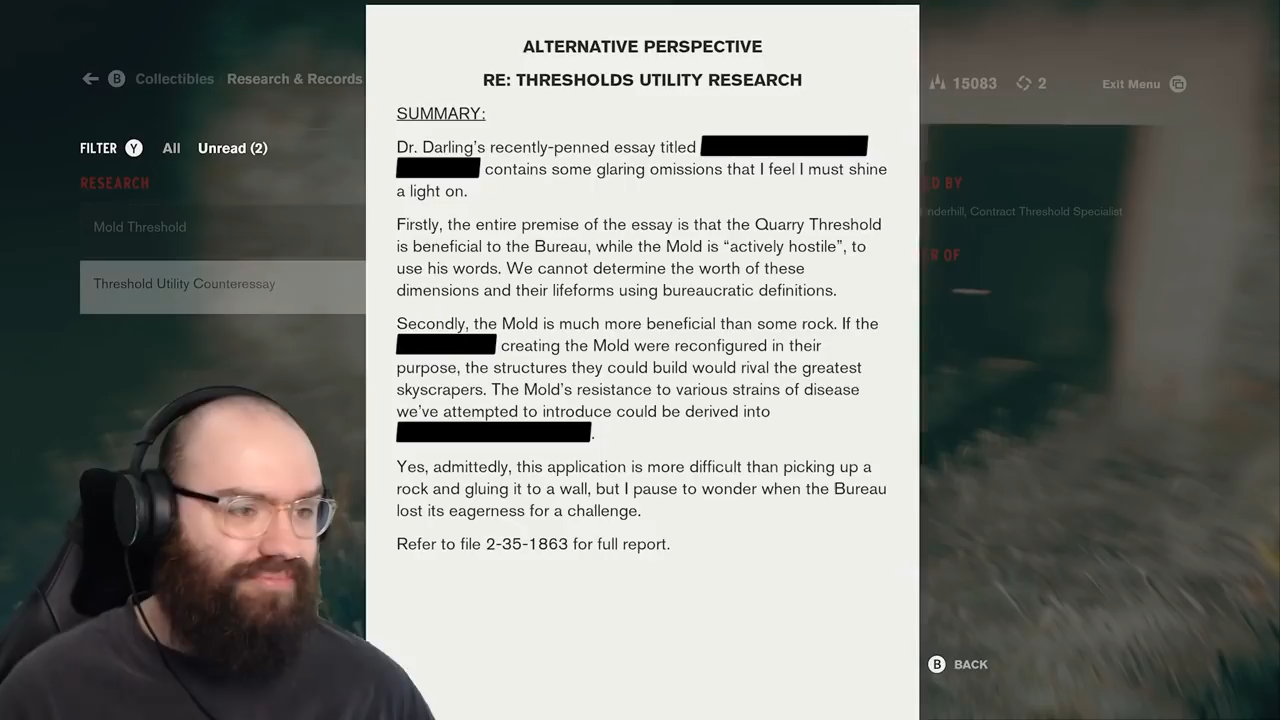 B Collectibles Research & Records
FILTER Y All Unread (2)
RESEARCH
Mold Threshold
Threshold Utility Counteressay
ALTERNATIVE PERSPECTIVE
RE: THRESHOLDS UTILITY RESEARCH
SUMMARY:
Dr. Darling's recently-penned essay titled
contains some glaring omissions that I feel I must shine
a light on.
Firstly, the entire premise of the essay is that the Quarry Threshold
is beneficial to the Bureau, while the Mold is “actively hostile”, to
use his words. We cannot determine the worth of these
dimensions and their lifeforms using bureaucratic definitions.
Secondly, the Mold is much more beneficial than some rock. If the
creating the Mold were reconfigured in their
purpose, the structures they could build would rival the greatest
skyscrapers. The Mold's resistance to various strains of disease
we've attempted to introduce could be derived into
.
Yes, admittedly, this application is more difficult than picking up a
rock and gluing it to a wall, but I pause to wonder when the Bureau
lost its eagerness for a challenge.
Refer to file 2-35-1863 for full report.
15083 2 Exit Menu
BY
nderhill, Contract Threshold Specialist
OF
B BACK